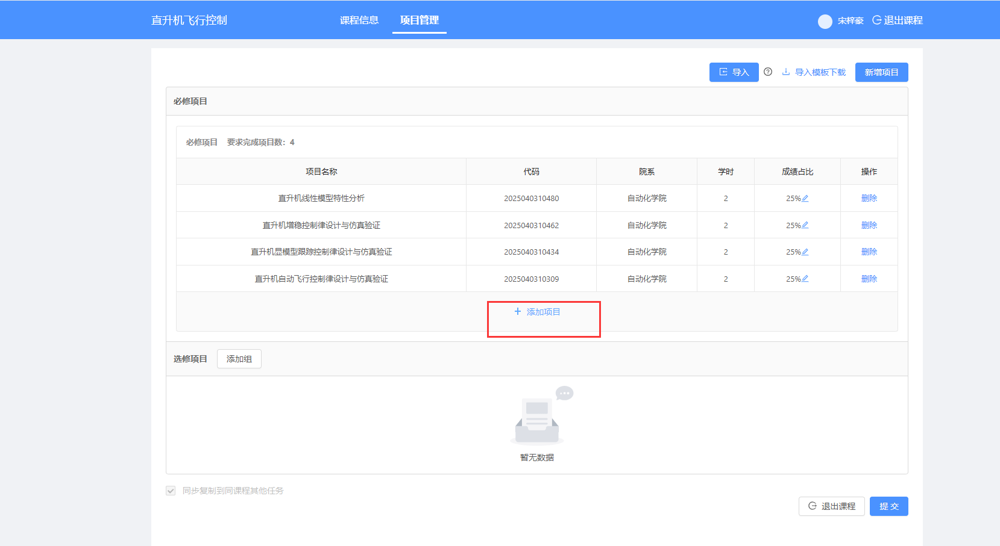 直升机飞行控制 课程信息 项目管理 宋梓豪 退出课程
导入 导入模板下载 新增项目
必修项目
必修项目 要求完成项目数：4
项目名称 代码 院系 学时 成绩占比 操作
直升机线性模型特性分析 2025040310480 自动化学院 2 25% 删除
直升机增稳控制律设计与仿真验证 2025040310462 自动化学院 2 25% 删除
直升机显模型跟踪控制律设计与仿真验证 2025040310434 自动化学院 2 25% 删除
直升机自动飞行控制律设计与仿真验证 2025040310309 自动化学院 2 25% 删除
+ 添加项目
选修项目 添加组
暂无数据
同步复制到同课程其他任务
退出课程 提交